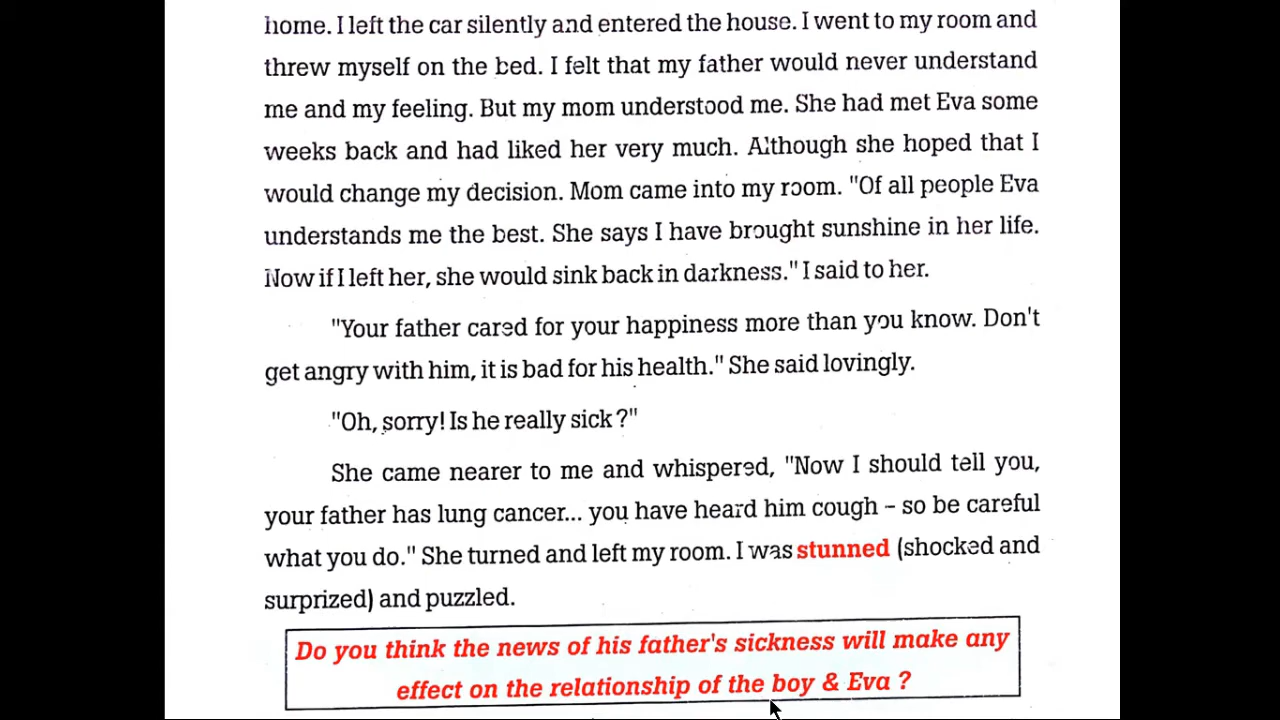 home. I left the car silently and entered the house. I went to my room and
threw myself on the bed. I felt that my father would never understand
me and my feeling. But my mom understood me. She had met Eva some
weeks back and had liked her very much. Although she hoped that I
would change my decision. Mom came into my room. "Of all people Eva
understands me the best. She says I have brought sunshine in her life.
Now if I left her, she would sink back in darkness." I said to her.
"Your father cared for your happiness more than you know. Don't
get angry with him, it is bad for his health." She said lovingly.
"Oh, sorry! Is he really sick ?"
She came nearer to me and whispered, "Now I should tell you,
your father has lung cancer... you have heard him cough – so be careful
what you do." She turned and left my room. I was stunned (shocked and
surprized) and puzzled.
Do you think the news of his father's sickness will make any
effect on the relationship of the boy & Eva ?